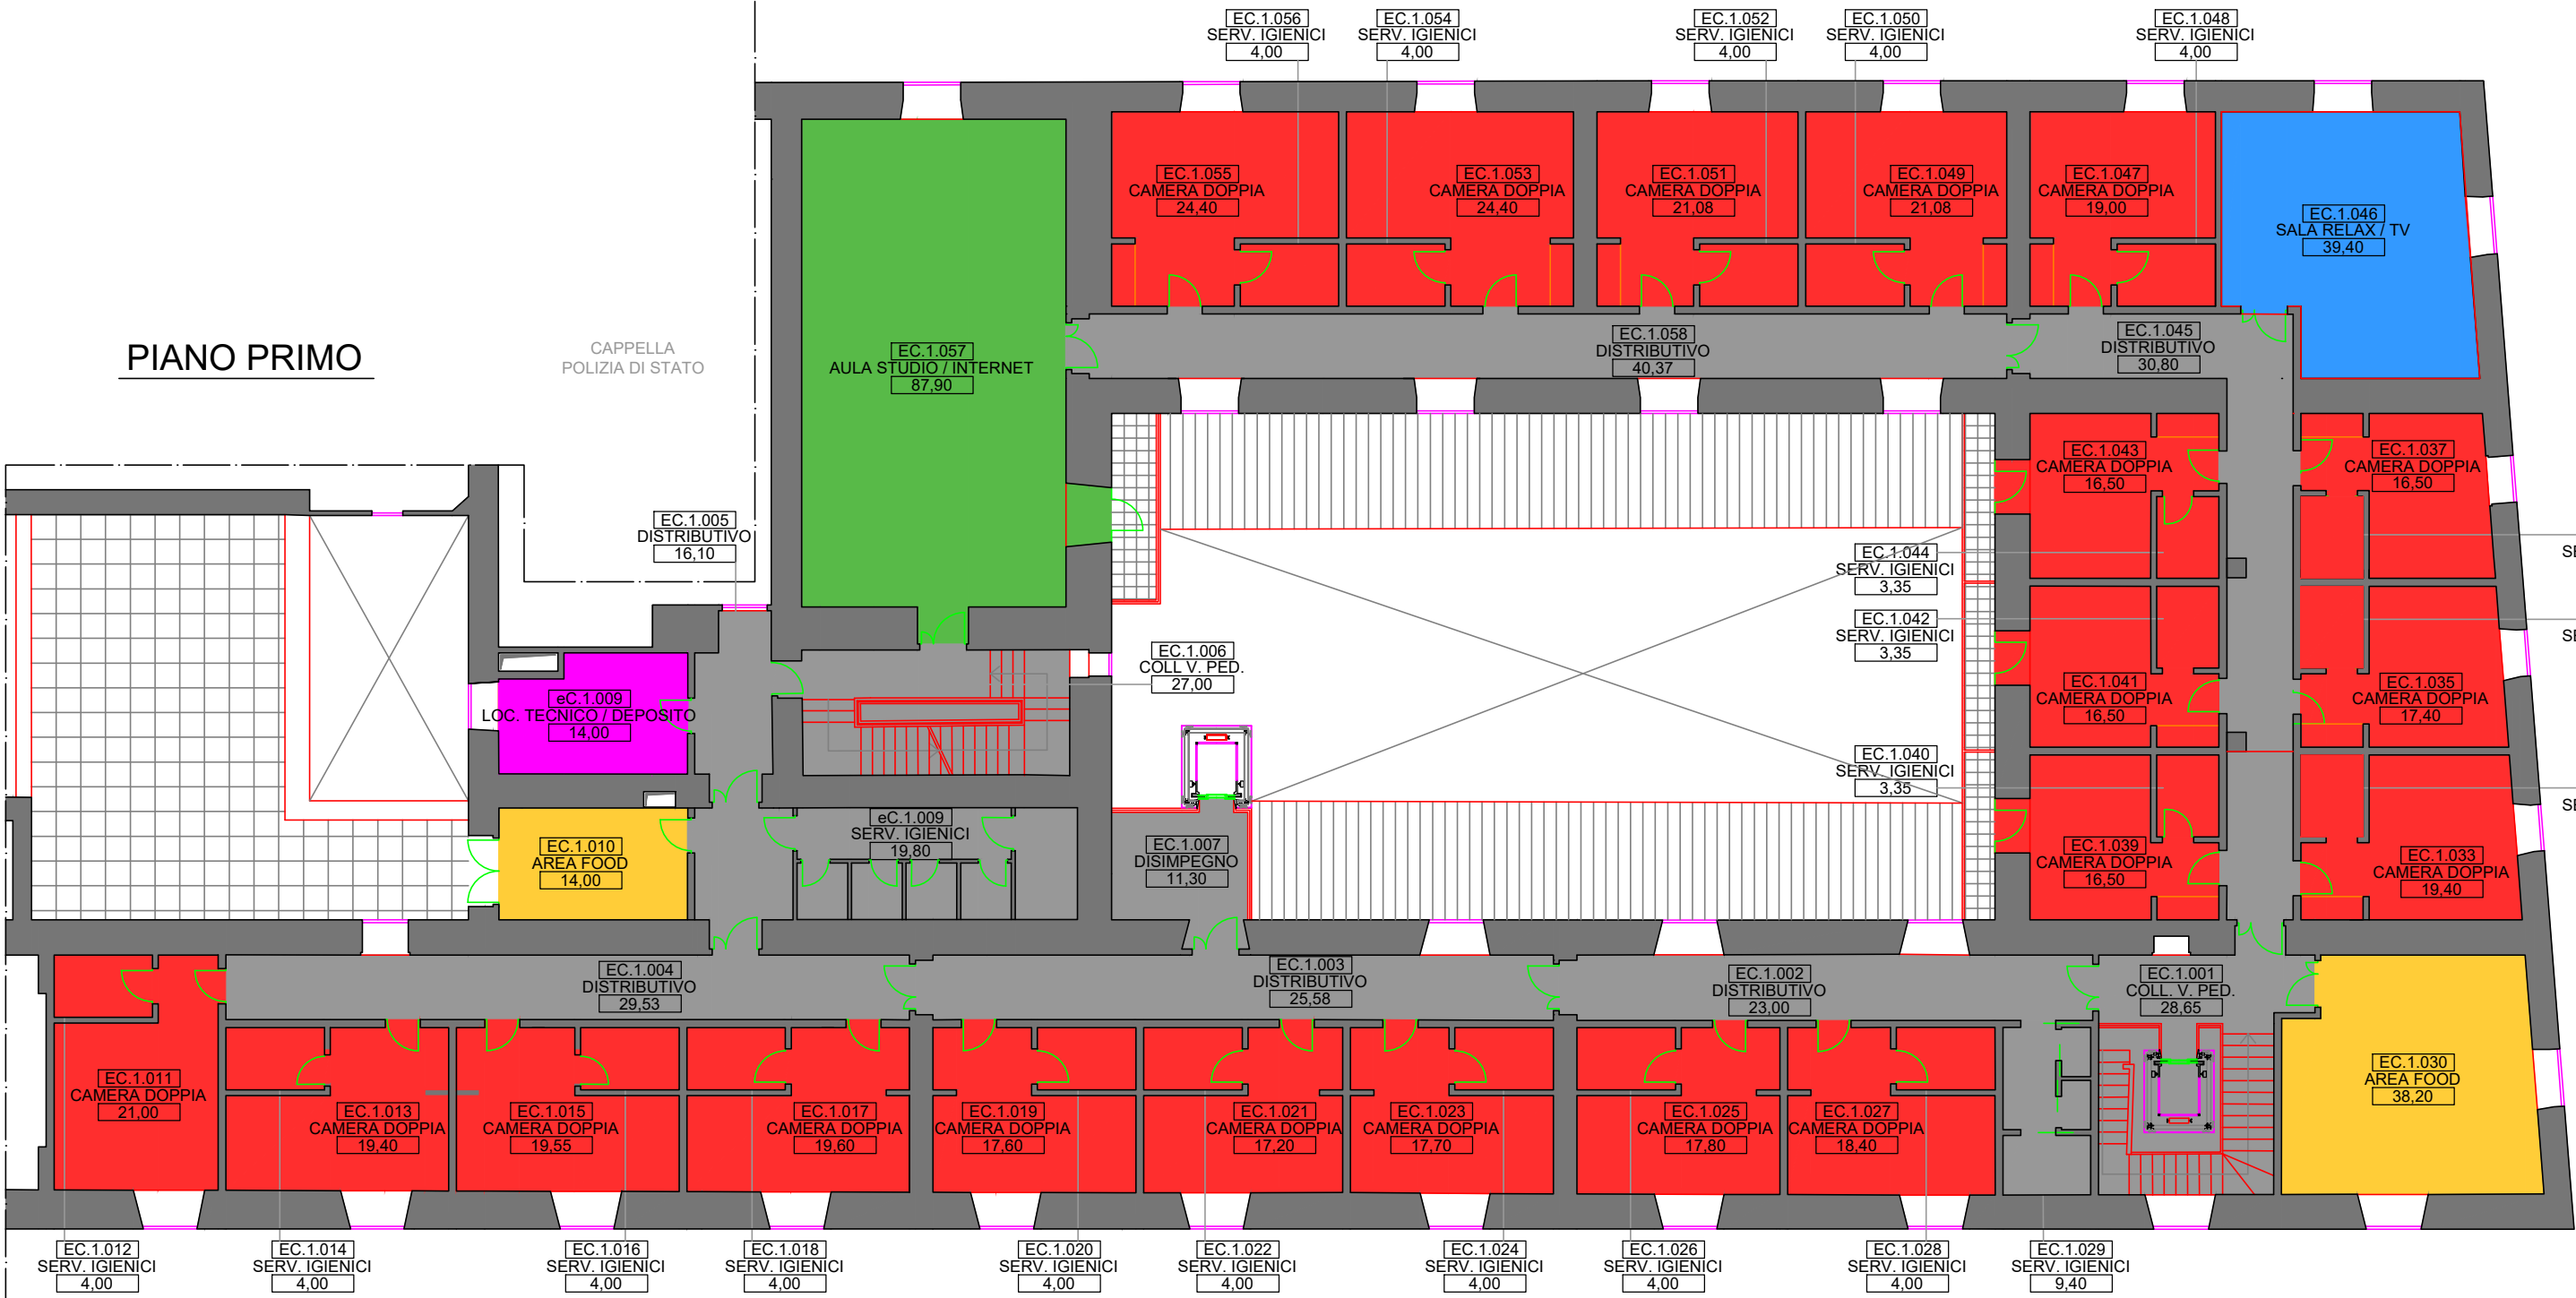 EC.1.056
SERV. IGIENICI
4,00
EC.1.054
SERV. IGIENICI
4,00
EC.1.052
SERV. IGIENICI
4,00
EC.1.050
SERV. IGIENICI
4,00
EC.1.048
SERV. IGIENICI
4,00
EC.1.055
CAMERA DOPPIA
24,40
EC.1.053
CAMERA DOPPIA
24,40
EC.1.051
CAMERA DOPPIA
21,08
EC.1.049
CAMERA DOPPIA
21,08
EC.1.047
CAMERA DOPPIA
19,00
EC.1.046
SALA RELAX / TV
39,40
PIANO PRIMO
CAPPELLA
POLIZIA DI STATO
EC.1.057
AULA STUDIO / INTERNET
87,90
EC.1.058
DISTRIBUTIVO
40,37
EC.1.045
DISTRIBUTIVO
30,80
EC.1.043
CAMERA DOPPIA
16,50
EC.1.037
CAMERA DOPPIA
16,50
EC.1.005
DISTRIBUTIVO
16,10
EC.1.044
SERV. IGIENICI
3,35
SE
EC.1.042
SERV. IGIENICI
3,35
SE
EC.1.006
COLL V. PED.
27,00
eC.1.009
LOC. TECNICO / DEPOSITO
14,00
EC.1.041
CAMERA DOPPIA
16,50
EC.1.035
CAMERA DOPPIA
17,40
EC.1.040
SERV. IGIENICI
3,35
SE
EC.1.010
AREA FOOD
14,00
eC.1.009
SERV. IGIENICI
19,80
EC.1.007
DISIMPEGNO
11,30
EC.1.039
CAMERA DOPPIA
16,50
EC.1.033
CAMERA DOPPIA
19,40
EC.1.004
DISTRIBUTIVO
29,53
EC.1.003
DISTRIBUTIVO
25,58
EC.1.002
DISTRIBUTIVO
23,00
EC.1.001
COLL. V. PED.
28,65
EC.1.011
CAMERA DOPPIA
21,00
EC.1.013
CAMERA DOPPIA
19,40
EC.1.015
CAMERA DOPPIA
19,55
EC.1.017
CAMERA DOPPIA
19,60
EC.1.019
CAMERA DOPPIA
17,60
EC.1.021
CAMERA DOPPIA
17,20
EC.1.023
CAMERA DOPPIA
17,70
EC.1.025
CAMERA DOPPIA
17,80
EC.1.027
CAMERA DOPPIA
18,40
EC.1.030
AREA FOOD
38,20
EC.1.012
SERV. IGIENICI
4,00
EC.1.014
SERV. IGIENICI
4,00
EC.1.016
SERV. IGIENICI
4,00
EC.1.018
SERV. IGIENICI
4,00
EC.1.020
SERV. IGIENICI
4,00
EC.1.022
SERV. IGIENICI
4,00
EC.1.024
SERV. IGIENICI
4,00
EC.1.026
SERV. IGIENICI
4,00
EC.1.028
SERV. IGIENICI
4,00
EC.1.029
SERV. IGIENICI
9,40